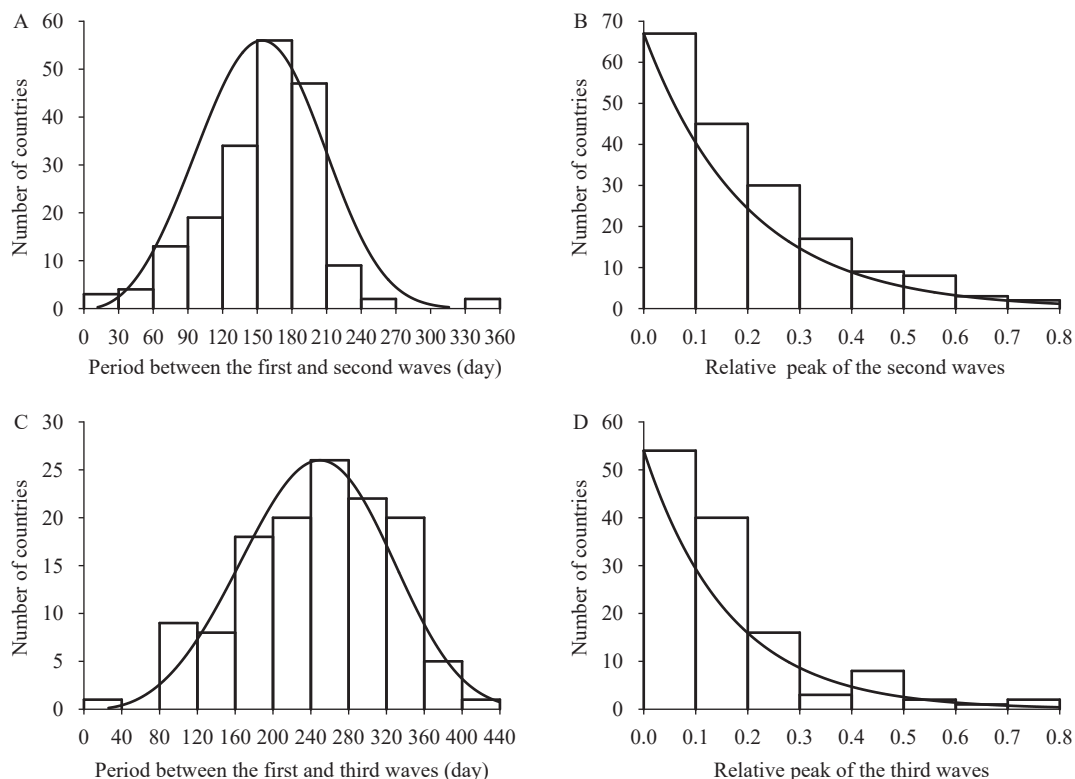 A
Number of countries
60
50
40
30
20
10
0
0 30 60 90 120 150 180 210 240 270 300 330 360
Period between the first and second waves (day)
B
Number of countries
70
60
50
40
30
20
10
0
0.0 0.1 0.2 0.3 0.4 0.5 0.6 0.7 0.8
Relative peak of the second waves
C
Number of countries
30
25
20
15
10
5
0
0 40 80 120 160 200 240 280 320 360 400 440
Period between the first and third waves (day)
D
Number of countries
60
50
40
30
20
10
0
0.0 0.1 0.2 0.3 0.4 0.5 0.6 0.7 0.8
Relative peak of the third waves